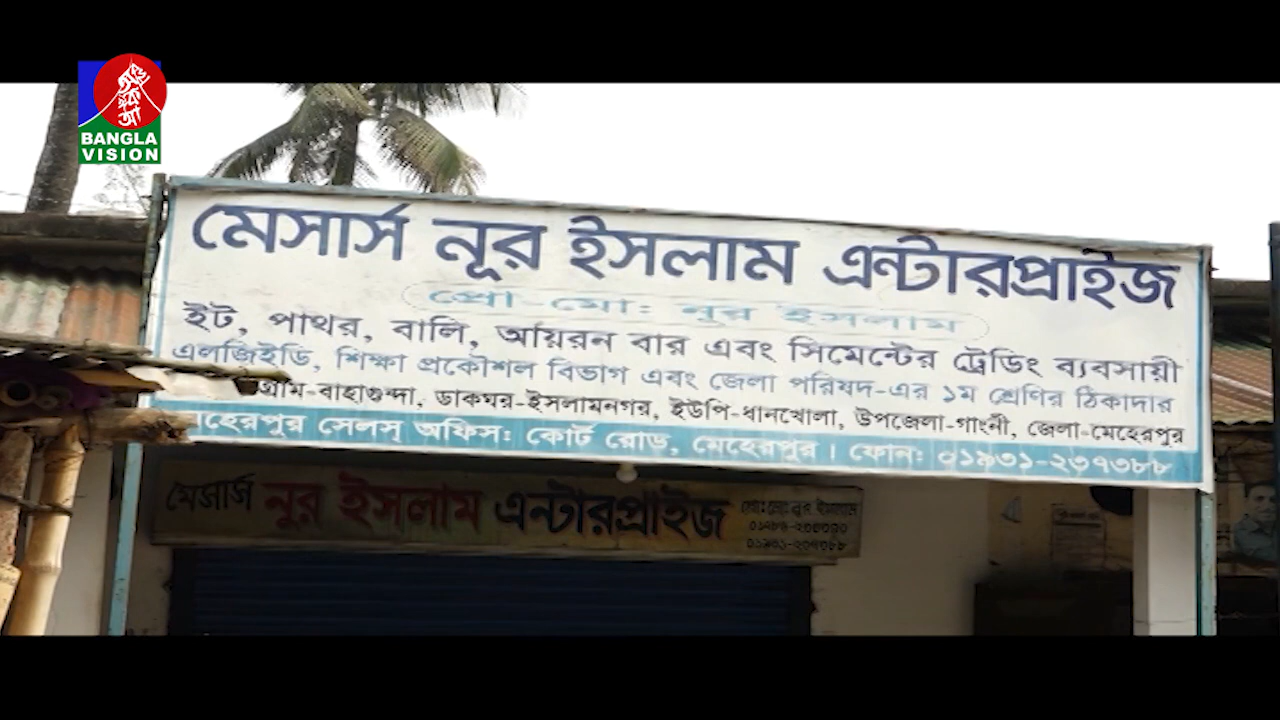 BANGLA
VISION
মেসার্স নূর ইসলাম এন্টারপ্রাইজ
প্রো-মো: নূর ইসলাম
ইট, পাথর, বালি, আয়রন বার এবং সিমেন্টের ট্রেডিং ব্যবসায়ী
এলজিইডি, শিক্ষা প্রকৌশল বিভাগ এবং জেলা পরিষদ-এর ১ম শ্রেণির ঠিকাদার
গ্রাম-বাহাগুন্দা, ডাকঘর-ইসলামনগর, ইউপি-ধানখোলা, উপজেলা-গাংনী, জেলা-মেহেরপুর
মেহেরপুর সেলস্ অফিস: কোর্ট রোড, মেহেরপুর। ফোন: ০১৯৩১-২৩৭৩৮৮
মেসার্স নুর ইসলাম এন্টারপ্রাইজ